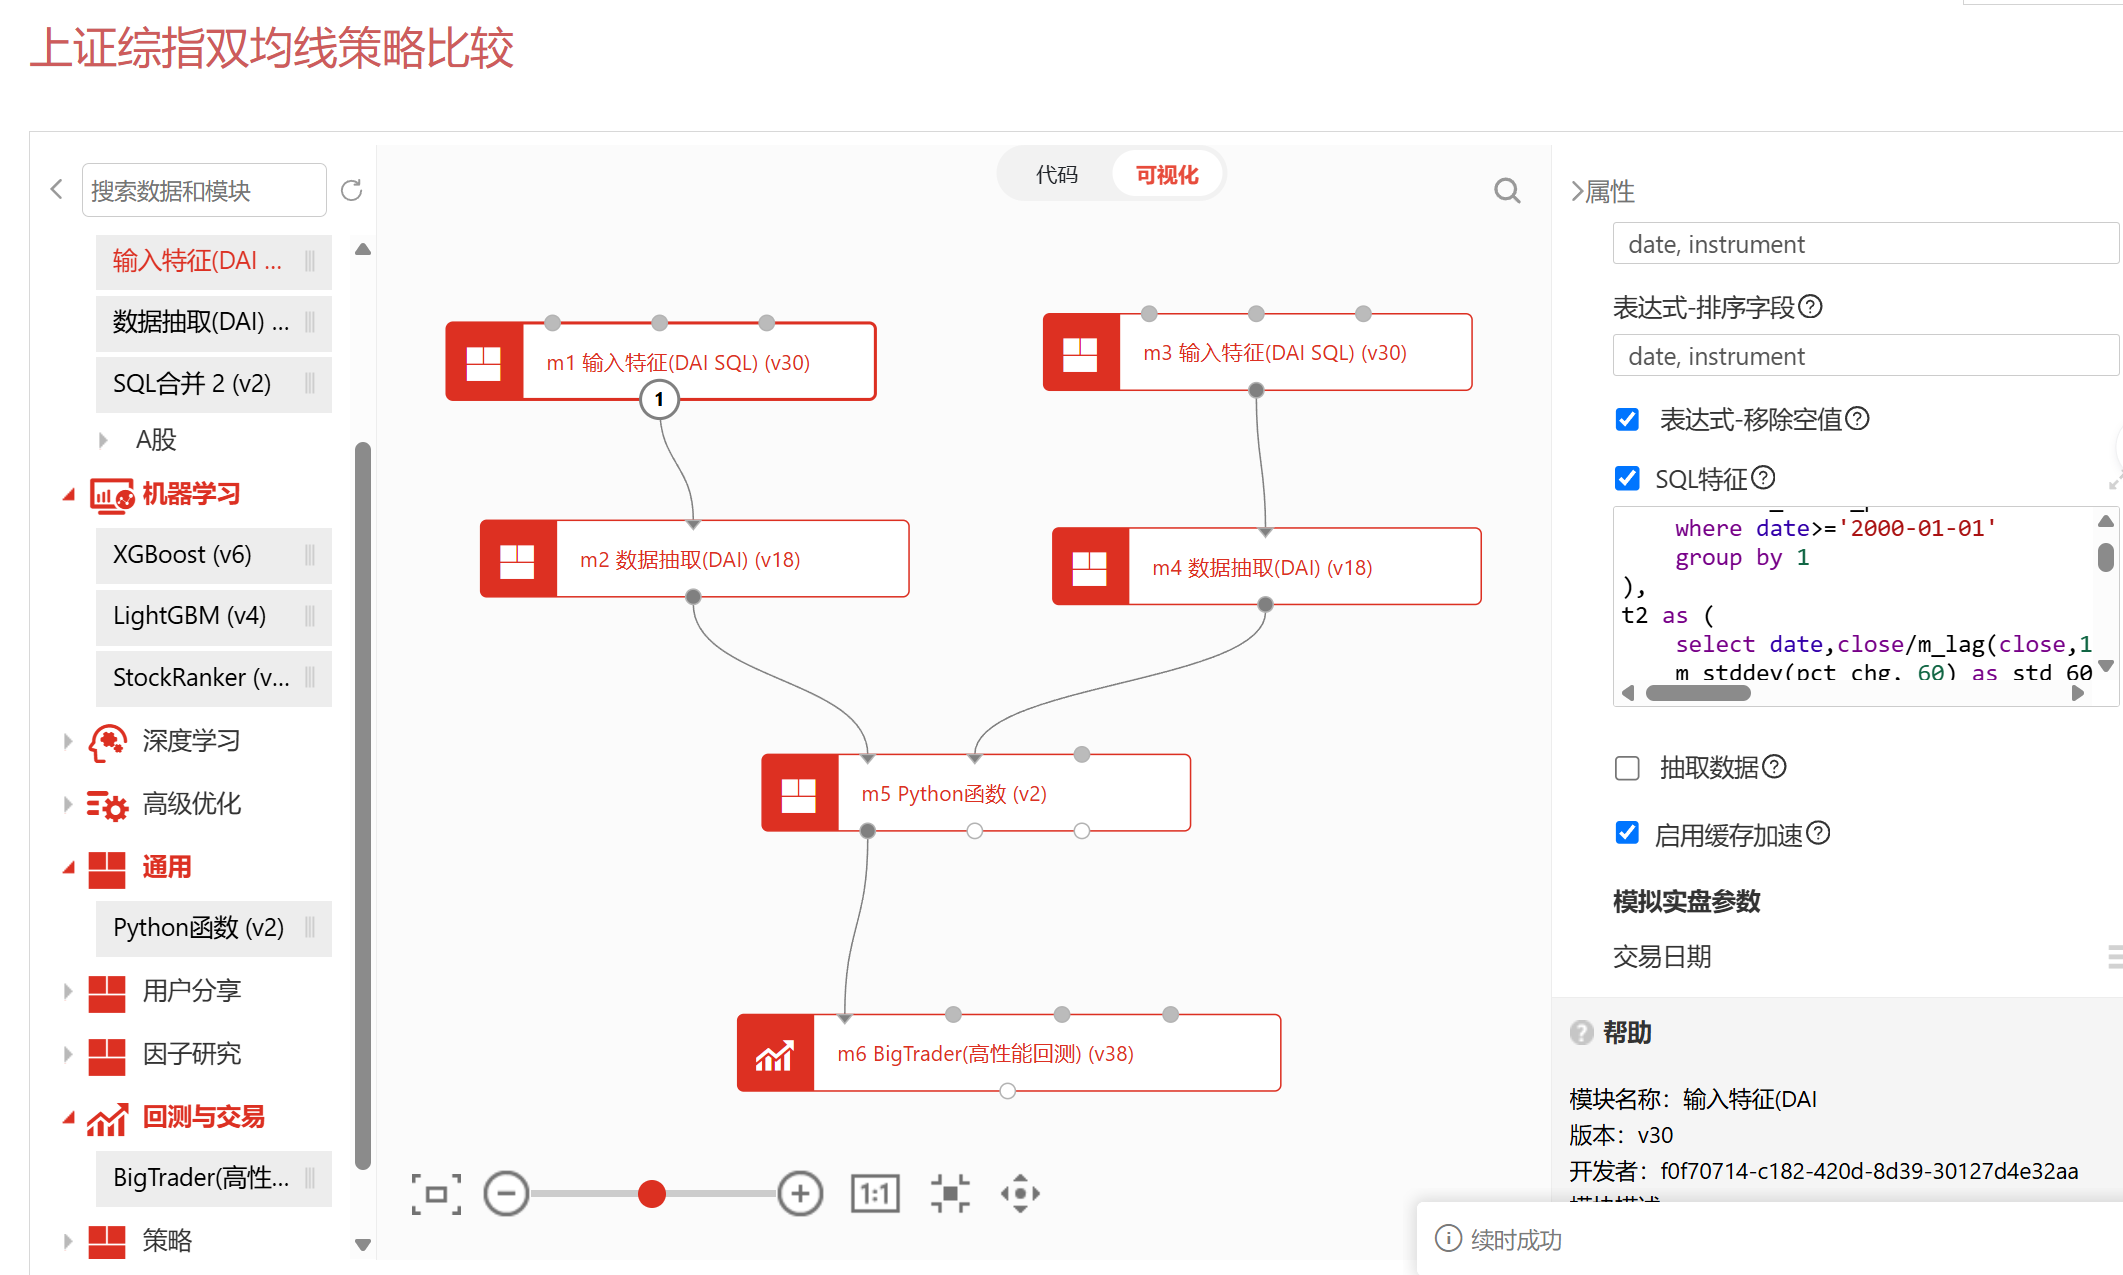 上证综指双均线策略比较
搜索数据和模块
输入特征(DAI ...
数据抽取(DAI) ...
SQL合并 2 (v2)
A股
机器学习
XGBoost (v6)
LightGBM (v4)
StockRanker (v...
深度学习
高级优化
通用
Python函数 (v2)
用户分享
因子研究
回测与交易
BigTrader(高性...
策略
代码
可视化
m1 输入特征(DAI SQL) (v30)
1
m3 输入特征(DAI SQL) (v30)
m2 数据抽取(DAI) (v18)
m4 数据抽取(DAI) (v18)
m5 Python函数 (v2)
m6 BigTrader(高性能回测) (v38)
1:1
属性
date, instrument
表达式-排序字段
date, instrument
表达式-移除空值
SQL特征
where date>='2000-01-01'
group by 1
),
t2 as (
select date,close/m_lag(close,1
m_stddev(pct_chg, 60) as std_60
抽取数据
启用缓存加速
模拟实盘参数
交易日期
帮助
模块名称：输入特征(DAI
版本：v30
开发者：f0f70714-c182-420d-8d39-30127d4e32aa
续时成功